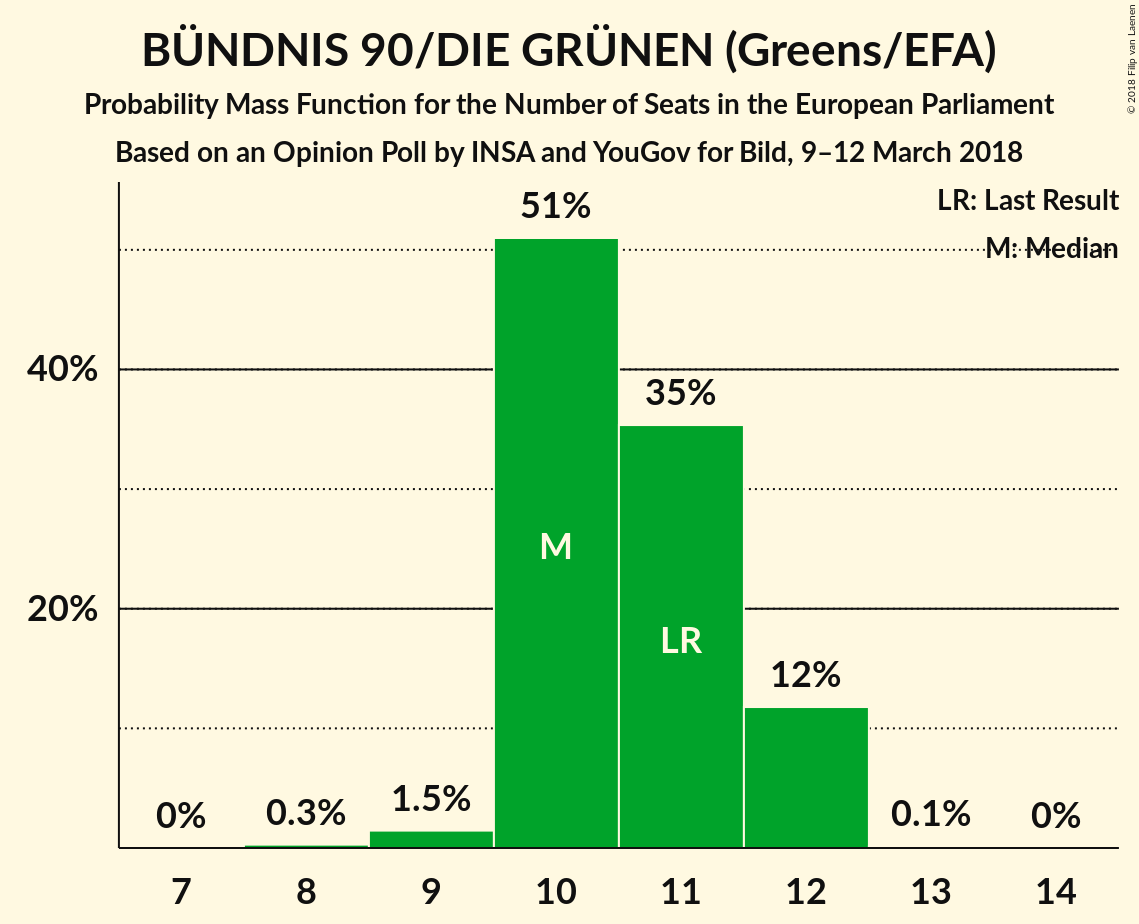 BÜNDNIS 90/DIE GRÜNEN (Greens/EFA)
Probability Mass Function for the Number of Seats in the European Parliament
Based on an Opinion Poll by INSA and YouGov for Bild, 9–12 March 2018
© 2018 Filip van Laenen
LR: Last Result
M: Median
51%
40%
35%
M
20%
LR
12%
0%
0.3%
1.5%
0.1%
0%
7 8 9 10 11 12 13 14